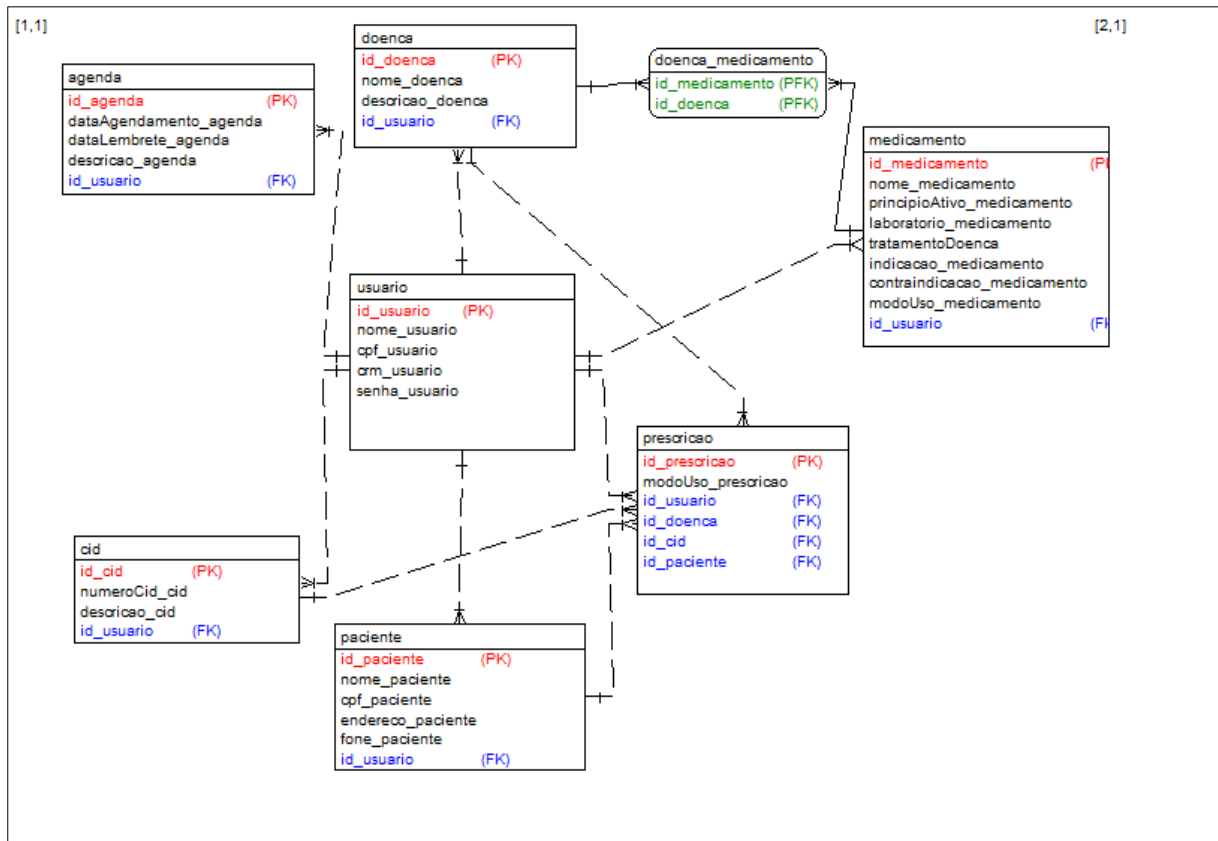 [1,1]
[2,1]
doenca
id_doenca (PK)
nome_doenca
descricao_doenca
id_usuario (FK)
doenca_medicamento
id_medicamento (PFK)
id_doenca (PFK)
agenda
id_agenda (PK)
dataAgendamento_agenda
dataLembrete_agenda
descricao_agenda
id_usuario (FK)
medicamento
id_medicamento (P
nome_medicamento
principioAtivo_medicamento
laboratorio_medicamento
tratamentoDoenca
indicacao_medicamento
contraindicacao_medicamento
modoUso_medicamento
id_usuario (F
usuario
id_usuario (PK)
nome_usuario
cpf_usuario
crm_usuario
senha_usuario
prescricao
id_prescricao (PK)
modoUso_prescricao
id_usuario (FK)
id_doenca (FK)
id_cid (FK)
id_paciente (FK)
cid
id_cid (PK)
numeroCid_cid
descricao_cid
id_usuario (FK)
paciente
id_paciente (PK)
nome_paciente
cpf_paciente
endereco_paciente
fone_paciente
id_usuario (FK)